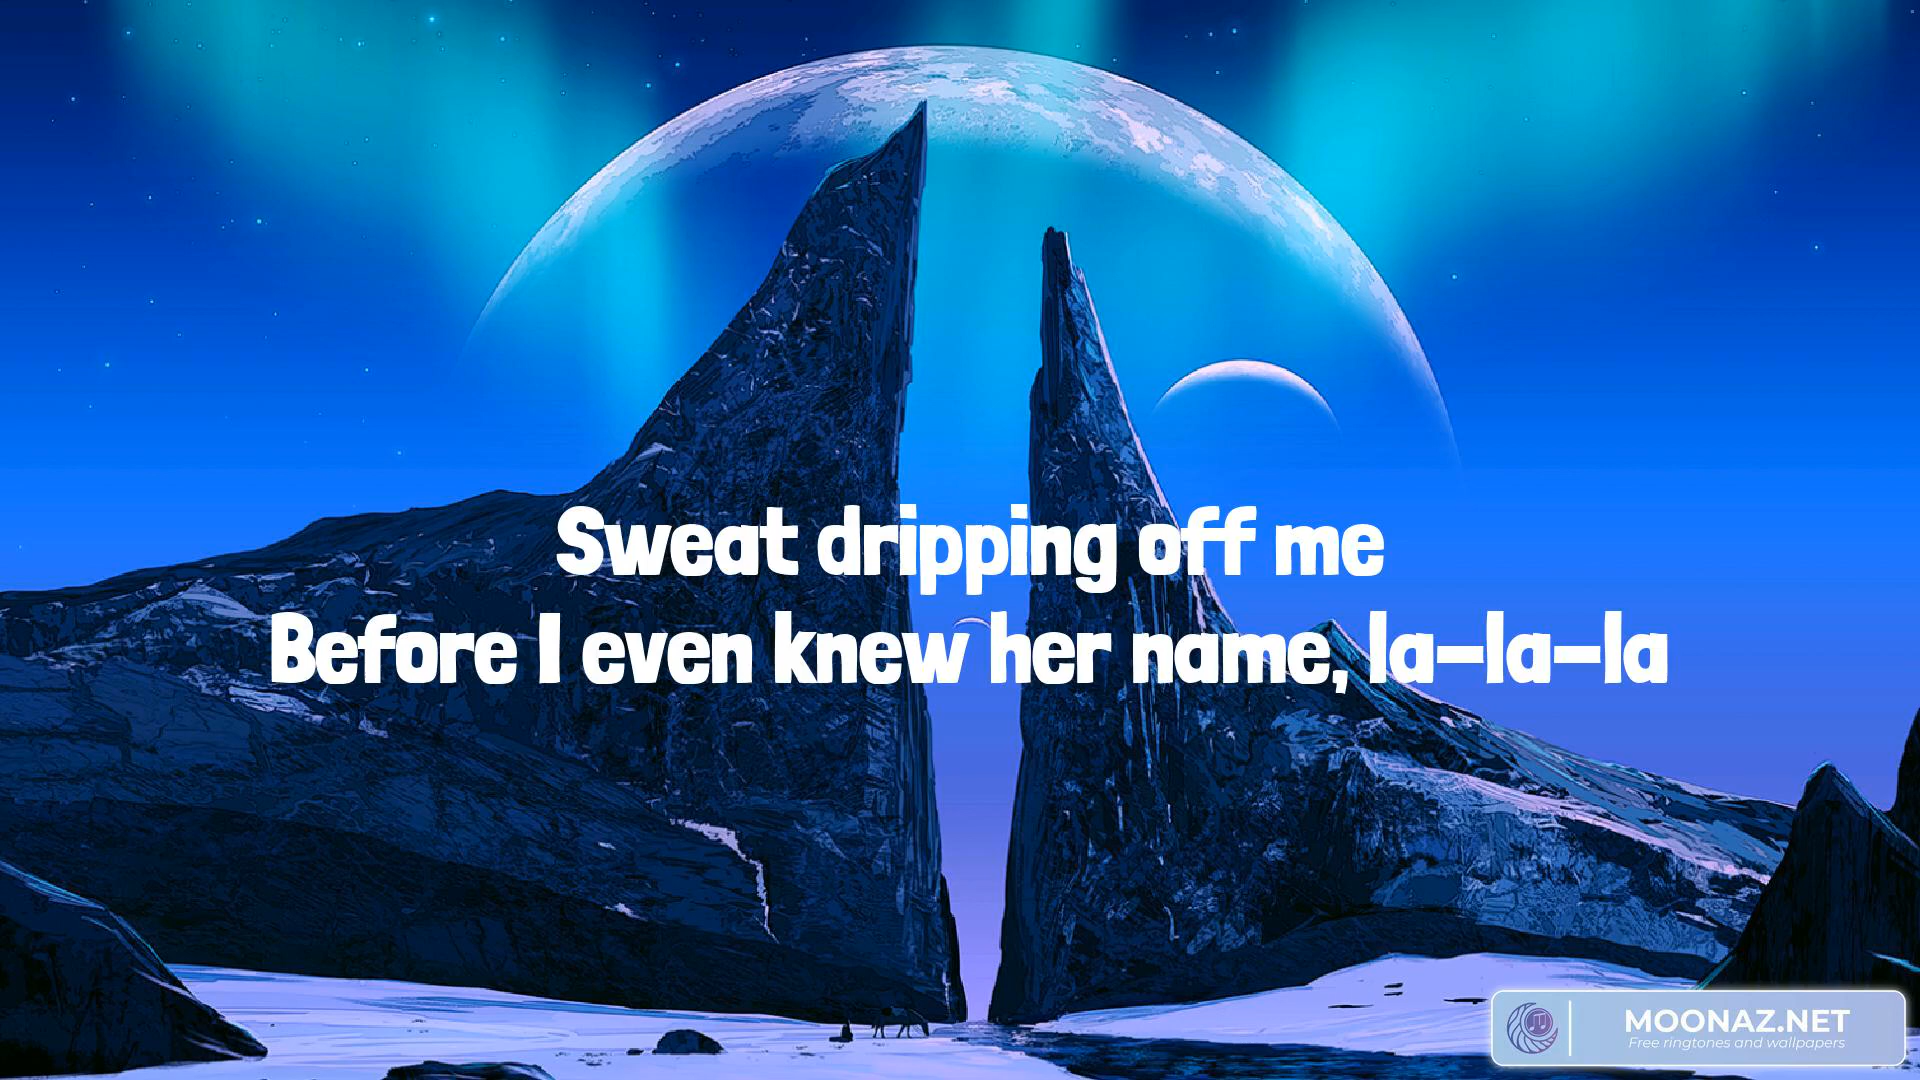 Sweat dripping off me
Before I even knew her name, la-la-la
MOONAZ.NET
Free ringtones and wallpapers